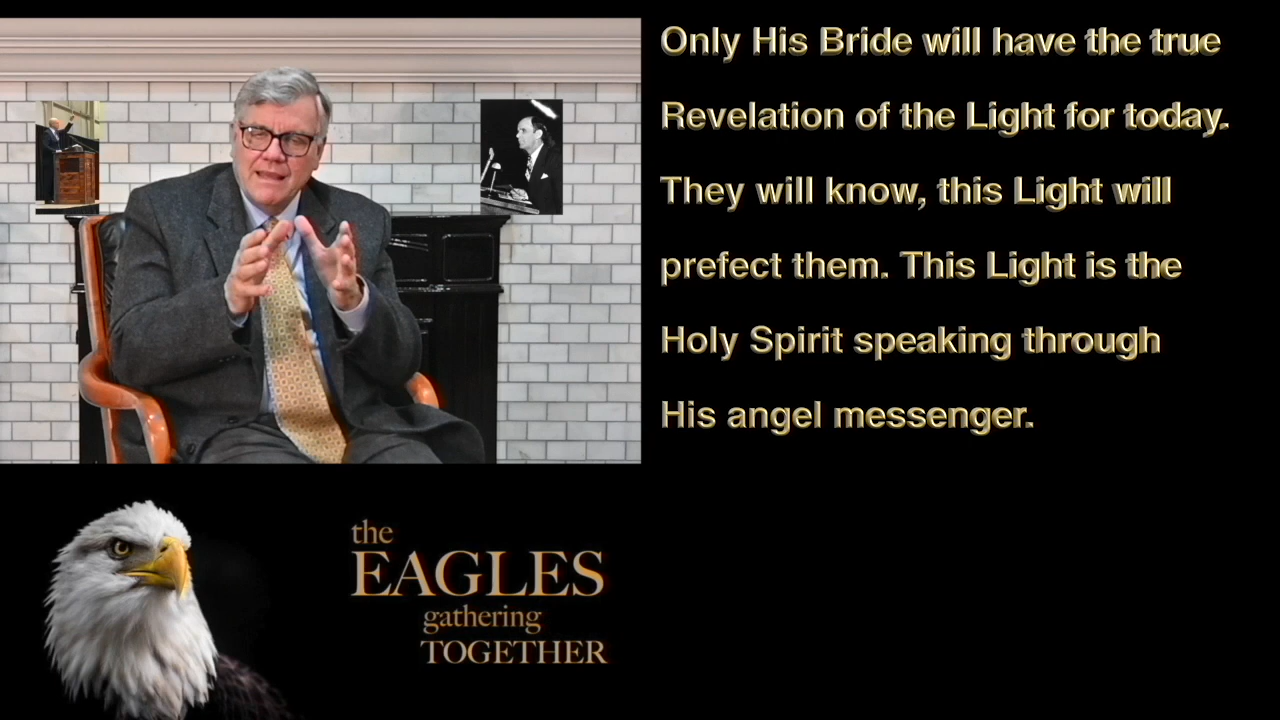 Only His Bride will have the true
Revelation of the Light for today.
They will know, this Light will
prefect them. This Light is the
Holy Spirit speaking through
His angel messenger.
the
EAGLES
gathering
TOGETHER